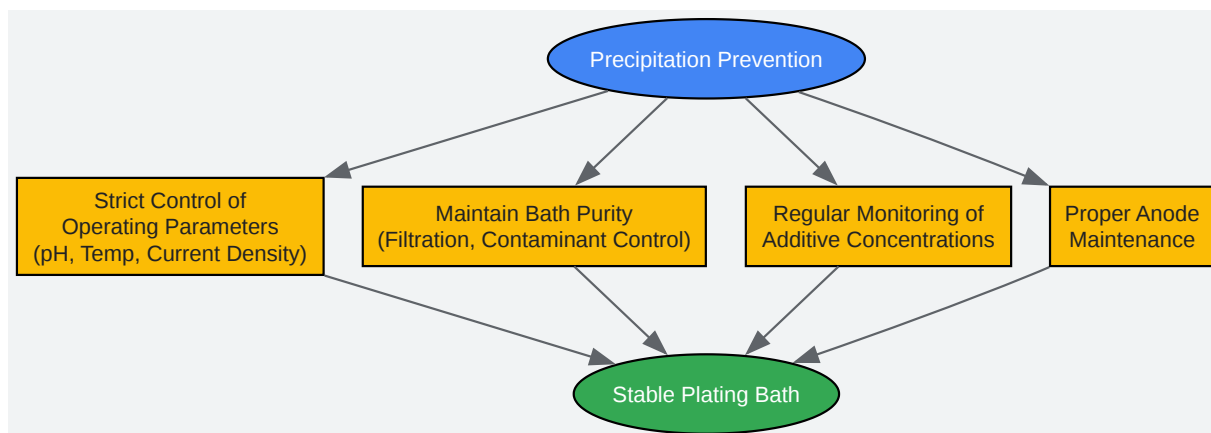 Precipitation Prevention
Strict Control of
Operating Parameters
(pH, Temp, Current Density)
Maintain Bath Purity
(Filtration, Contaminant Control)
Regular Monitoring of
Additive Concentrations
Proper Anode
Maintenance
Stable Plating Bath